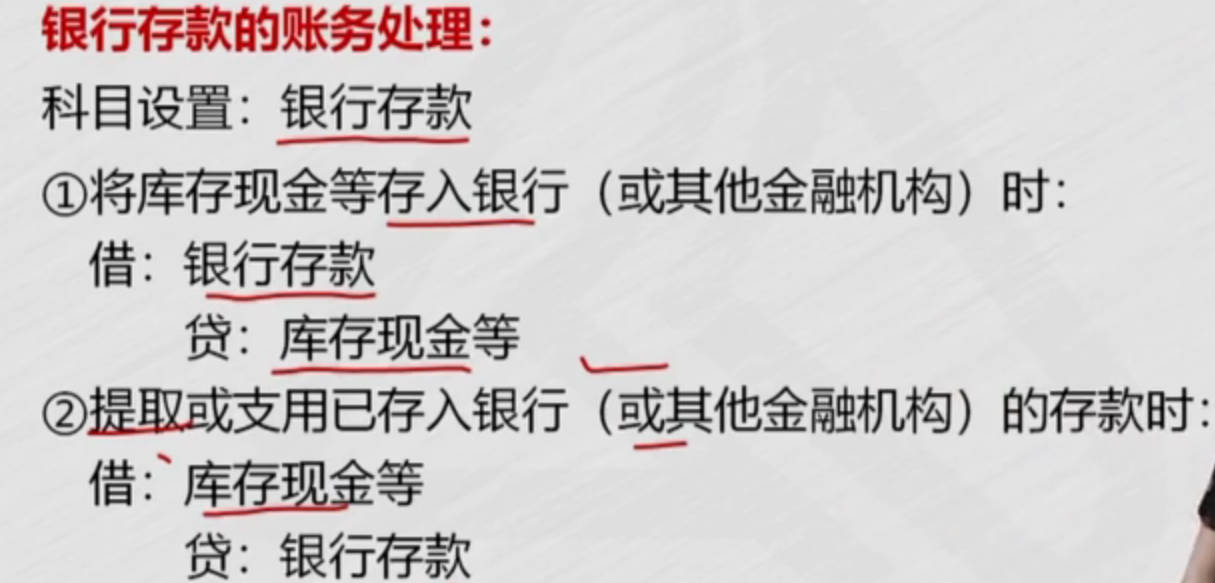 银行存款的账务处理：
科目设置：银行存款
①将库存现金等存入银行（或其他金融机构）时：
借：银行存款
贷：库存现金等
②提取或支用已存入银行（或其他金融机构）的存款时：
借：库存现金等
贷：银行存款